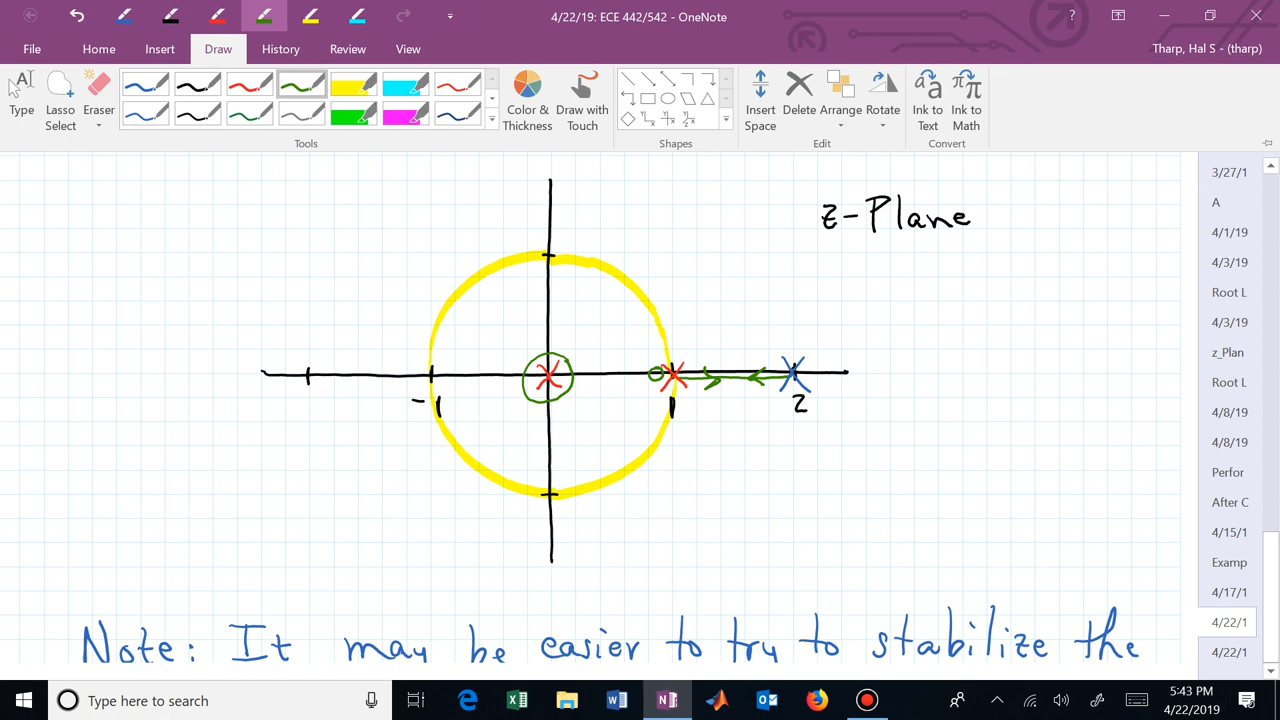 4/22/19: ECE 442/542 - OneNote
?
File Home Insert Draw History Review View
Tharp, Hal S - (tharp)
Type
Lasso Select
Eraser
Color & Thickness
Draw with Touch
Insert Space
Delete
Arrange
Rotate
Ink to Text
Ink to Math
Tools
Shapes
Edit
Convert
z-Plane
-1
1
2
Note: It may be easier to try to stabilize the
3/27/1
A
4/1/19
4/3/19
Root L
4/3/19
z_Plan
Root L
4/8/19
4/8/19
Perfor
After C
4/15/1
Examp
4/17/1
4/22/1
4/22/1
Type here to search
5:43 PM
4/22/2019